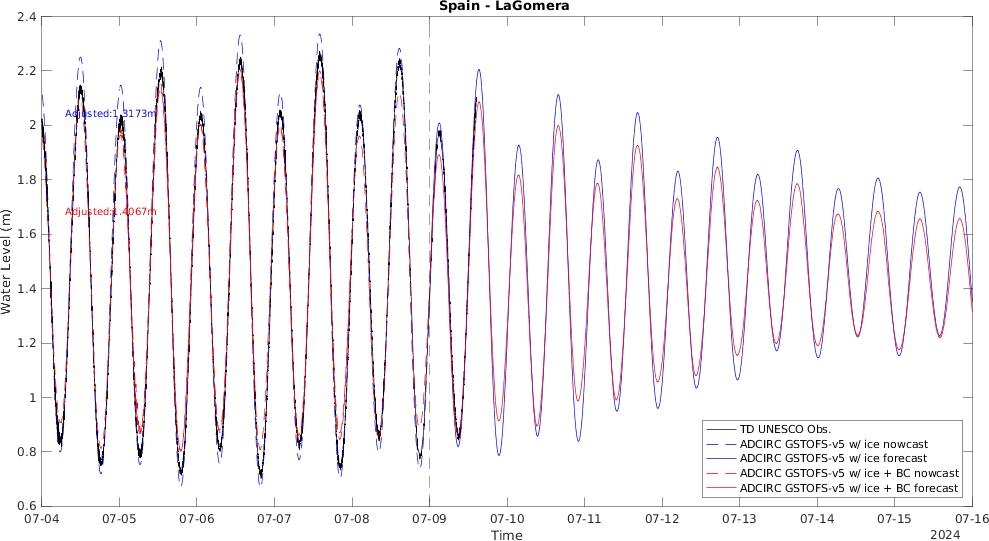 Spain - LaGomera
2.4
2.2
2
1.8
1.6
1.4
1.2
1
0.8
0.6
Water Level (m)
Adjusted:1.3173m
Adjusted:1.4067m
TD UNESCO Obs.
ADCIRC GSTOFS-v5 w/ ice nowcast
ADCIRC GSTOFS-v5 w/ ice forecast
ADCIRC GSTOFS-v5 w/ ice + BC nowcast
ADCIRC GSTOFS-v5 w/ ice + BC forecast
07-04 07-05 07-06 07-07 07-08 07-09 07-10 07-11 07-12 07-13 07-14 07-15 07-16
Time
2024